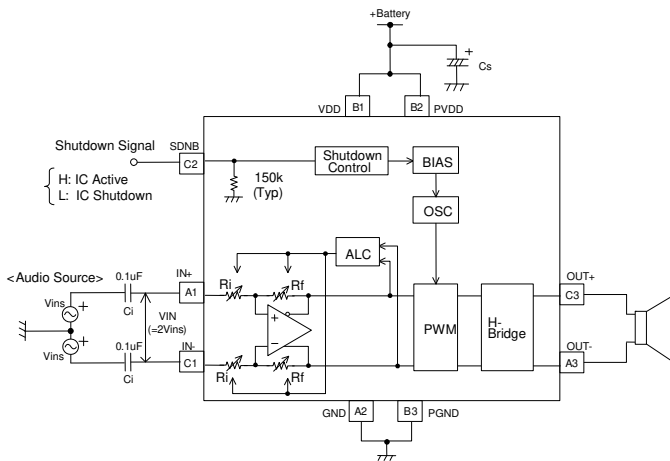 +Battery
+
Cs
VDD
B1
B2
PVDD
Shutdown Signal
SDNB
C2
H: IC Active
L: IC Shutdown
150k
(Typ)
Shutdown
Control
BIAS
OSC
ALC
<Audio Source>
0.1uF
Ci
IN+
A1
Ri
Rf
Vins
+
VIN
(=2Vins)
+
−
Vins
+
0.1uF
Ci
IN-
C1
Ri
Rf
PWM
H-
Bridge
OUT+
C3
OUT-
A3
GND
A2
B3
PGND